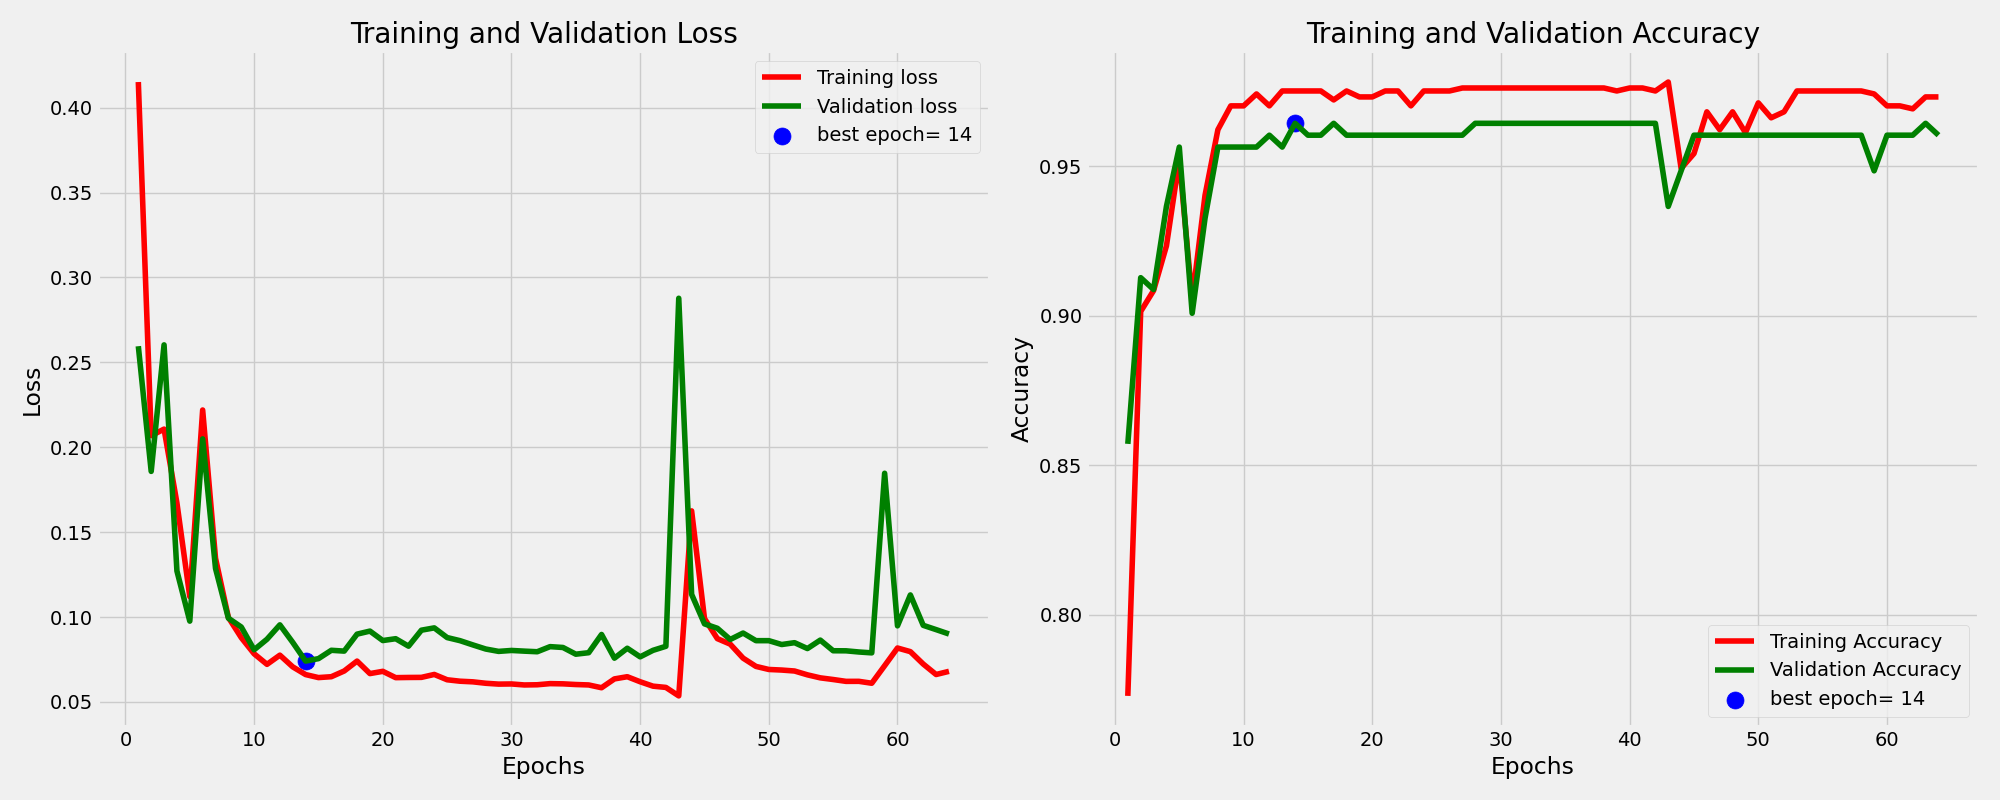 Training and Validation Loss
Training loss
Validation loss
best epoch= 14
0.40
0.35
0.30
0.25
0.20
0.15
0.10
0.05
Loss
0 10 20 30 40 50 60
Epochs
Training and Validation Accuracy
0.95
0.90
0.85
0.80
Accuracy
Training Accuracy
Validation Accuracy
best epoch= 14
0 10 20 30 40 50 60
Epochs